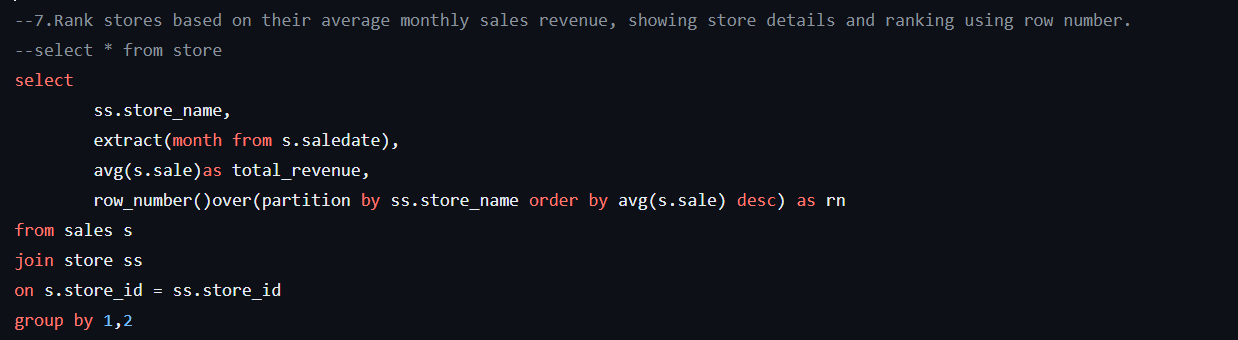 --7.Rank stores based on their average monthly sales revenue, showing store details and ranking using row number.
--select * from store
select
ss.store_name,
extract(month from s.saledate),
avg(s.sale)as total_revenue,
row_number()over(partition by ss.store_name order by avg(s.sale) desc) as rn
from sales s
join store ss
on s.store_id = ss.store_id
group by 1,2